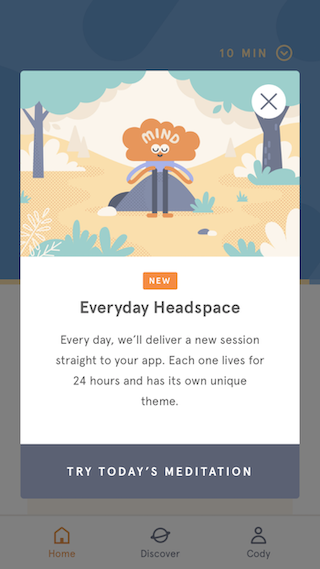 10 MIN
MIND
NEW
Everyday Headspace
Every day, we’ll deliver a new session
straight to your app. Each one lives for
24 hours and has its own unique
theme.
TRY TODAY’S MEDITATION
Home
Discover
Cody